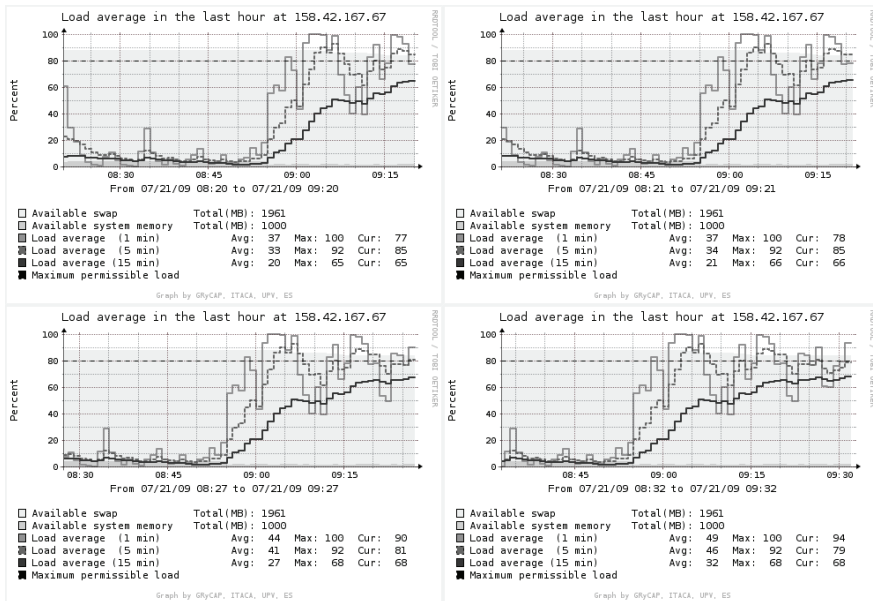 Load average in the last hour at 158.42.167.67
RRDTOOL / TOBI OETIKER
Percent
100
80
60
40
20
0
08:30 08:45 09:00 09:15
From 07/21/09 08:20 to 07/21/09 09:20
Available swap Total(MB): 1961
Available system memory Total(MB): 1000
Load average (1 min) Avg: 37 Max: 100 Cur: 77
Load average (5 min) Avg: 33 Max: 92 Cur: 85
Load average (15 min) Avg: 20 Max: 65 Cur: 65
Maximum permissible load
Graph by GRyCAP, ITACA, UPV, ES
Load average in the last hour at 158.42.167.67
Percent
100
80
60
40
20
0
08:30 08:45 09:00 09:15
From 07/21/09 08:21 to 07/21/09 09:21
Available swap Total(MB): 1961
Available system memory Total(MB): 1000
Load average (1 min) Avg: 37 Max: 100 Cur: 78
Load average (5 min) Avg: 34 Max: 92 Cur: 85
Load average (15 min) Avg: 21 Max: 66 Cur: 66
Maximum permissible load
Graph by GRyCAP, ITACA, UPV, ES
Load average in the last hour at 158.42.167.67
RRDTOOL / TOBI OETIKER
Percent
100
80
60
40
20
0
08:30 08:45 09:00 09:15
From 07/21/09 08:27 to 07/21/09 09:27
Available swap Total(MB): 1961
Available system memory Total(MB): 1000
Load average (1 min) Avg: 44 Max: 100 Cur: 90
Load average (5 min) Avg: 41 Max: 92 Cur: 81
Load average (15 min) Avg: 27 Max: 68 Cur: 68
Maximum permissible load
Graph by GRyCAP, ITACA, UPV, ES
Load average in the last hour at 158.42.167.67
Percent
100
80
60
40
20
0
08:45 09:00 09:15 09:30
From 07/21/09 08:32 to 07/21/09 09:32
Available swap Total(MB): 1961
Available system memory Total(MB): 1000
Load average (1 min) Avg: 49 Max: 100 Cur: 94
Load average (5 min) Avg: 46 Max: 92 Cur: 79
Load average (15 min) Avg: 32 Max: 68 Cur: 68
Maximum permissible load
Graph by GRyCAP, ITACA, UPV, ES